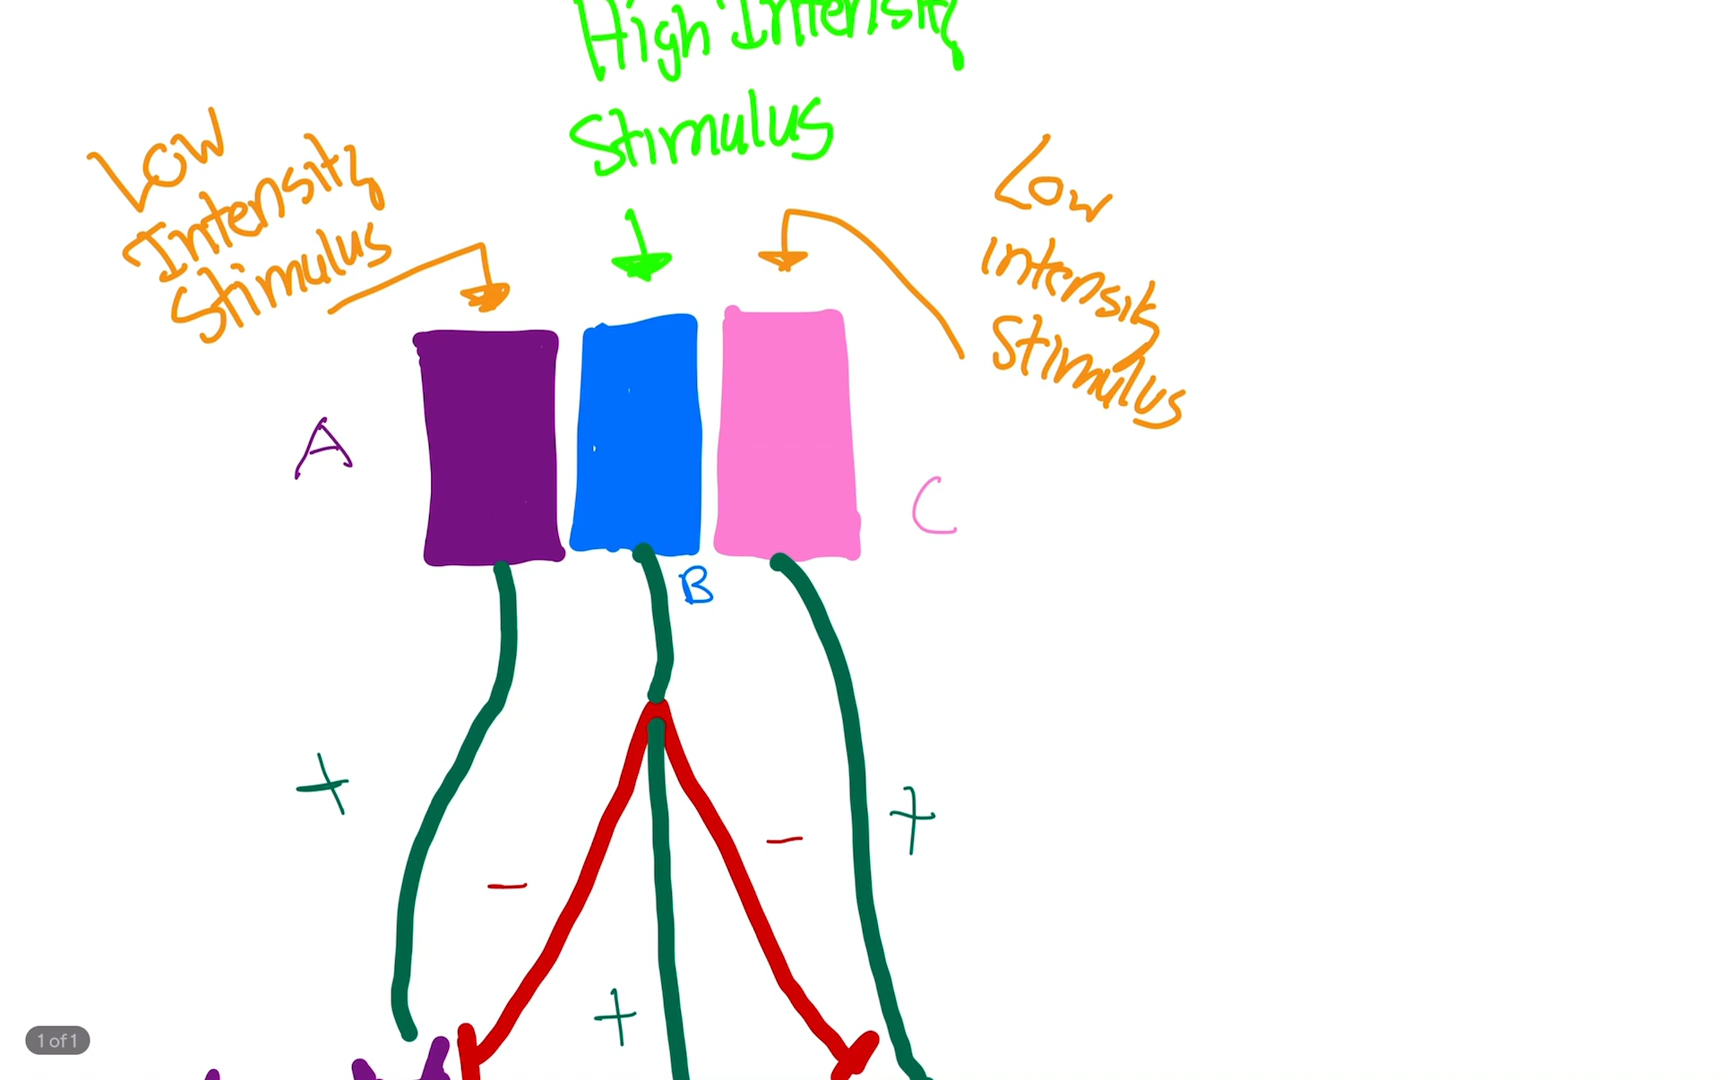 High Intensity
Stimulus
Low
Intensity
Stimulus
Low
intensity
Stimulus
A
B
C
+
-
-
+
+
1 of 1